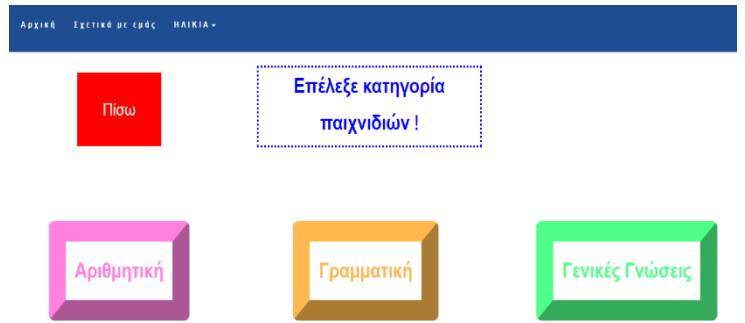 Αρχική Σχετικά με εμάς ΗΛΙΚΙΑ
Πίσω
Επέλεξε κατηγορία
παιχνιδιών !
Αριθμητική Γραμματική Γενικές Γνώσεις